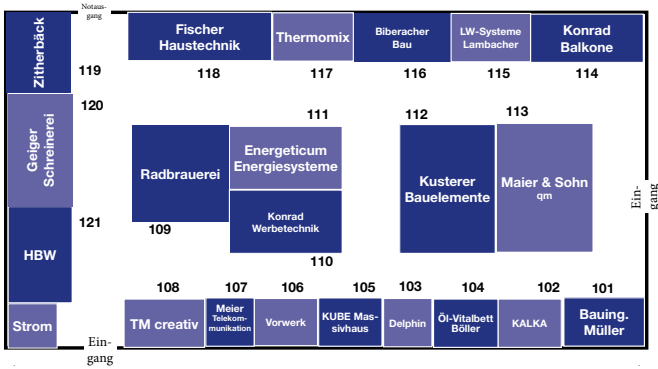 Notaus-
gang
Zitherbäck
119
Fischer
Haustechnik
118
Thermomix
117
Biberacher
Bau
116
LW-Systeme
Lambacher
115
Konrad
Balkone
114
120
Geiger
Schreinerei
Radbrauerei
109
111
Energeticum
Energiesysteme
Konrad
Werbetechnik
110
112
Kusterer
Bauelemente
113
Maier & Sohn
qm
Ein-
gang
121
HBW
Strom
Ein-
gang
108
TM creativ
107
Meier
Telekom-
munikation
106
Vorwerk
105
KUBE Mas-
sivhaus
103
Delphin
104
Öl-Vitalbett
Böller
102
KALKA
101
Bauing.
Müller